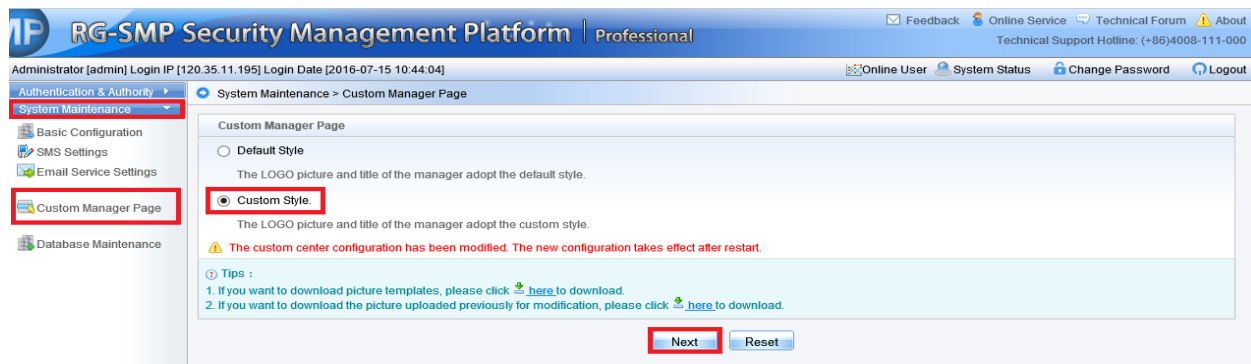 MP RG-SMP Security Management Platform | Professional
Feedback Online Service Technical Forum About
Technical Support Hotline: (+86)4008-111-000
Administrator [admin] Login IP [120.35.11.195] Login Date [2016-07-15 10:44:04]
Online User System Status Change Password Logout
Authentication & Authority
System Maintenance
Basic Configuration
SMS Settings
Email Service Settings
Custom Manager Page
Database Maintenance
System Maintenance > Custom Manager Page
Custom Manager Page
Default Style
The LOGO picture and title of the manager adopt the default style.
Custom Style.
The LOGO picture and title of the manager adopt the custom style.
The custom center configuration has been modified. The new configuration takes effect after restart.
Tips :
1. If you want to download picture templates, please click here to download.
2. If you want to download the picture uploaded previously for modification, please click here to download.
Next Reset